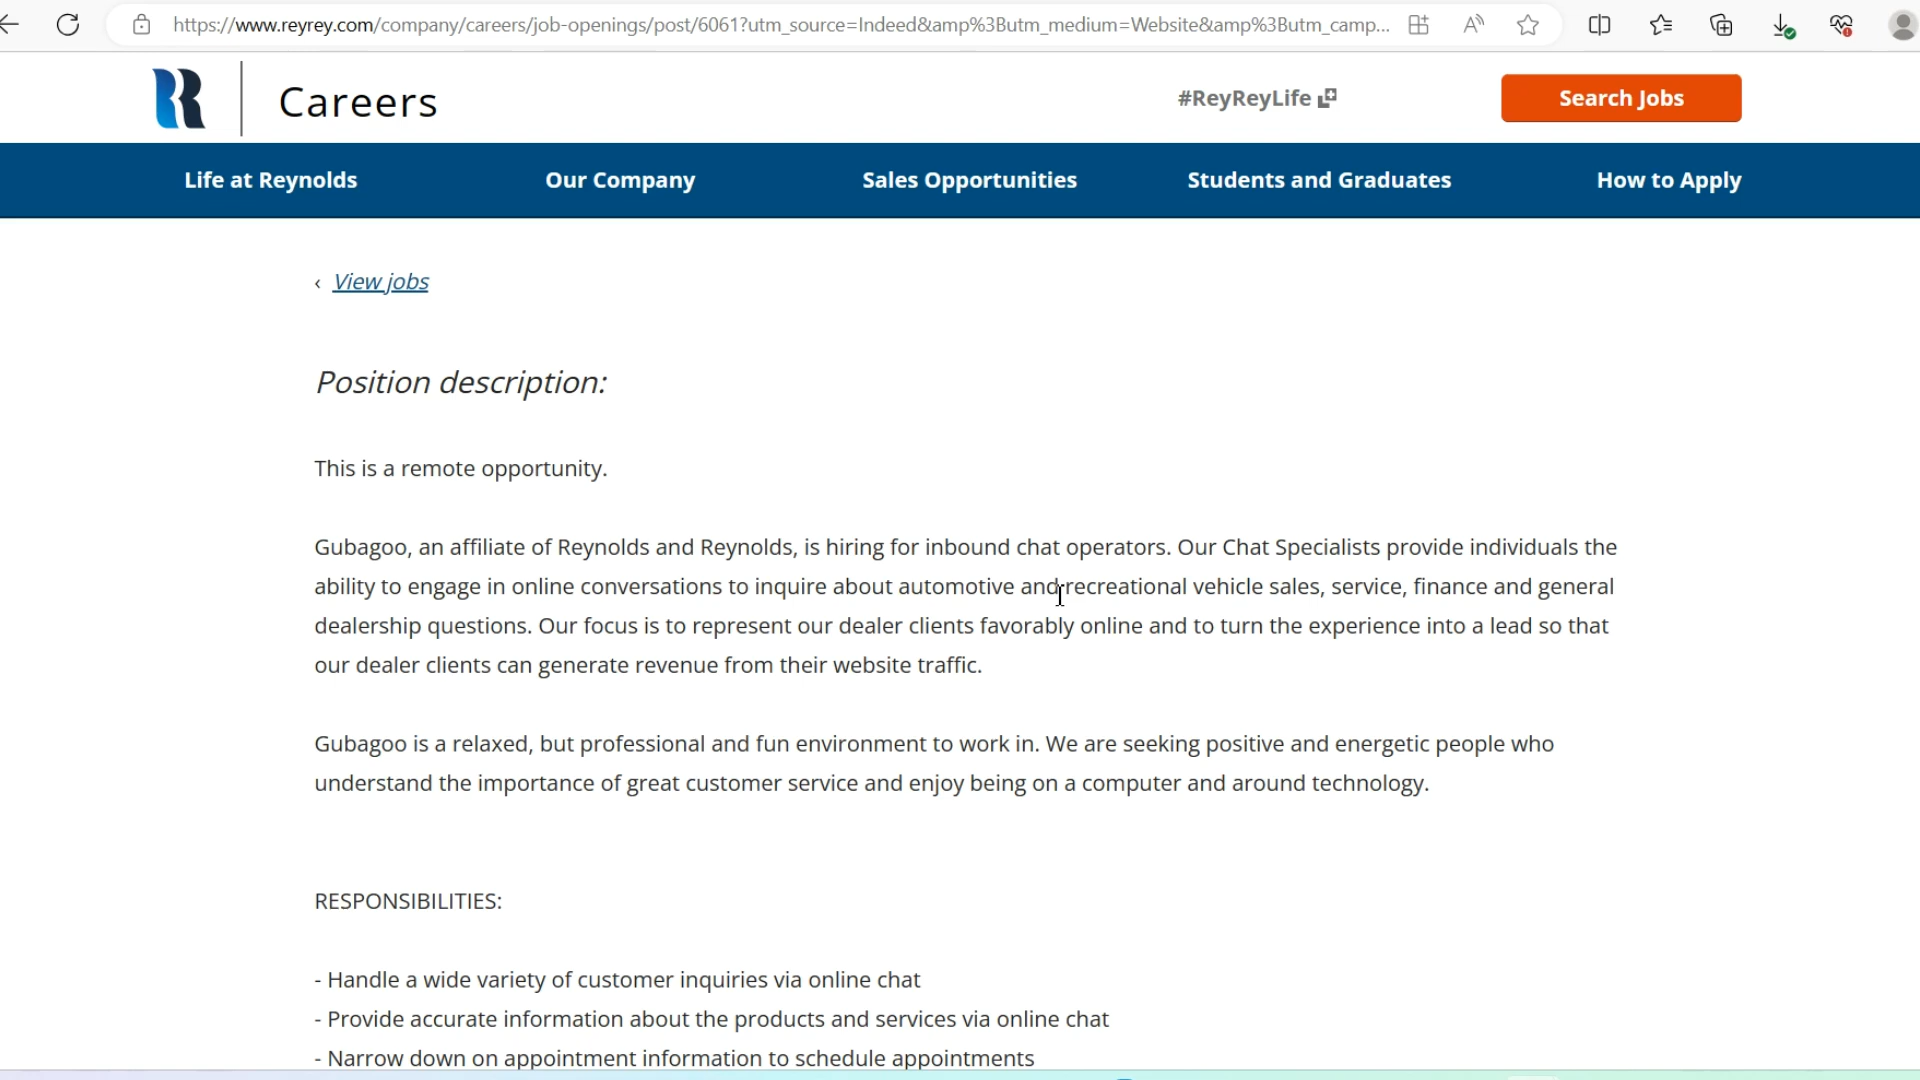 https://www.reyrey.com/company/careers/job-openings/post/6061?utm_source=Indeed&amp%3Butm_medium=Website&amp%3Butm_camp...
Careers
#ReyReyLife
Search Jobs
Life at Reynolds
Our Company
Sales Opportunities
Students and Graduates
How to Apply
‹ View jobs
Position description:
This is a remote opportunity.
Gubagoo, an affiliate of Reynolds and Reynolds, is hiring for inbound chat operators. Our Chat Specialists provide individuals the
ability to engage in online conversations to inquire about automotive and recreational vehicle sales, service, finance and general
dealership questions. Our focus is to represent our dealer clients favorably online and to turn the experience into a lead so that
our dealer clients can generate revenue from their website traffic.
Gubagoo is a relaxed, but professional and fun environment to work in. We are seeking positive and energetic people who
understand the importance of great customer service and enjoy being on a computer and around technology.
RESPONSIBILITIES:
- Handle a wide variety of customer inquiries via online chat
- Provide accurate information about the products and services via online chat
- Narrow down on appointment information to schedule appointments